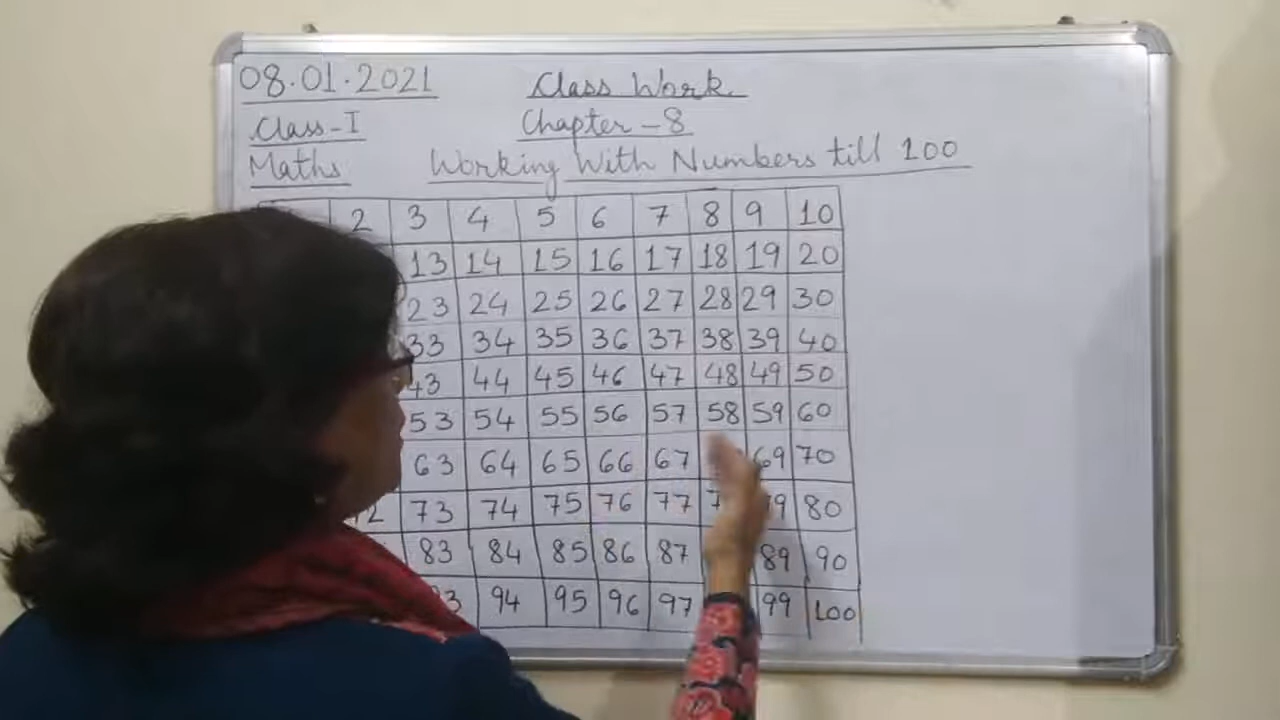 08.01.2021 Class Work
Class-I Chapter-8
Maths Working With Numbers till 100
2 3 4 5 6 7 8 9 10
13 14 15 16 17 18 19 20
23 24 25 26 27 28 29 30
33 34 35 36 37 38 39 40
43 44 45 46 47 48 49 50
53 54 55 56 57 58 59 60
63 64 65 66 67 69 70
73 74 75 76 77 80
83 84 85 86 87 89 90
94 95 96 97 99 100